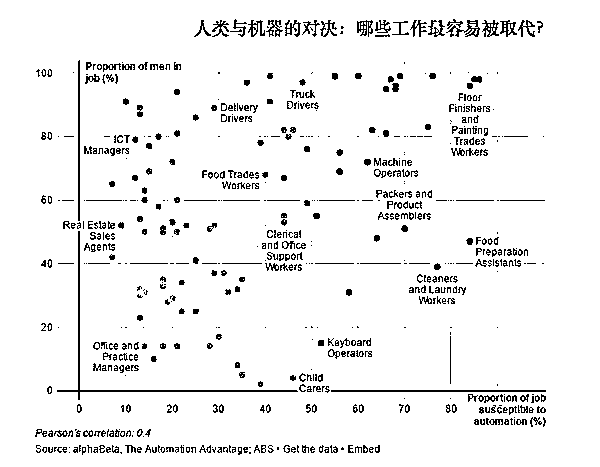 人类与机器的对决：哪些工作最容易被取代?
Proportion of men in
job (%)
100
80
60
40
20
0
0
10
20
30
40
50
60
70
80
Delivery
Drivers
Truck
Drivers
Floor
Finishers
and
Painting
Trades
Workers
ICT
Managers
Food Trades
Workers
Machine
Operators
Packers and
Product
Assemblers
Real Estate
Sales
Agents
Clerical
and Office
Support
Workers
Food
Preparation
Assistants
Cleaners
and Laundry
Workers
Office and
Practice
Managers
Keyboard
Operators
Child
Carers
Proportion of job
susceptible to
automation (%)
Pearson's correlation: 0.4
Source: alphaBeta, The Automation Advantage; ABS • Get the data • Embed